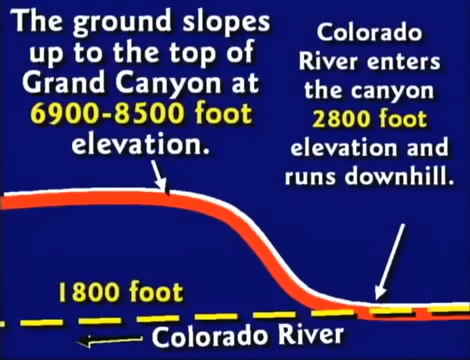 The ground slopes
up to the top of
Grand Canyon at
6900-8500 foot
elevation.
Colorado
River enters
the canyon
2800 foot
elevation and
runs downhill.
1800 foot
Colorado River